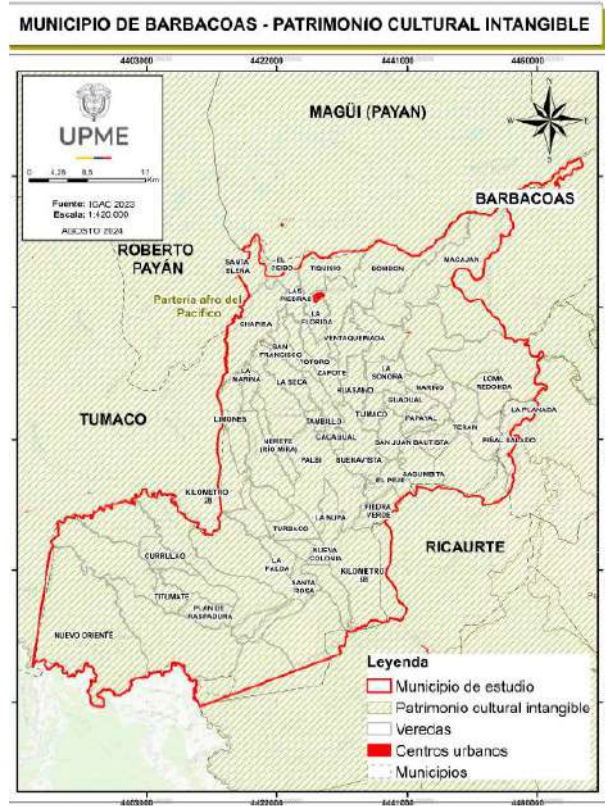 MUNICIPIO DE BARBACOAS - PATRIMONIO CULTURAL INTANGIBLE
4403000 4422000 4441000 4460000
UPME
0 4,25 8,5 17
Km
Fuente: IGAC 2023
Escala: 1:420.000
AGOSTO 2024
N
W E
S
MAGÜI (PAYAN)
BARBACOAS
ROBERTO
PAYÁN
SANTA
ELENA
EL
CEIBO
TIQUICIO
BOMBON
MACAJAN
Partería afro del
Pacífico
LAS
PIEDRAS
LA
FLORIDA
CHAPIRA
VENTAQUEMADA
SAN
FRANCISCO
TOTORO
ZAPOTE
LA
MARINA
LA SECA
HUASANO
LA
SONORA
NARIÑO
LOMA
REDONDA
GUADUAL
LA PLANADA
TUMACO
LIMONES
TAMBILLO
TUMACO
PAPAYAL
TERAN
CACAGUAL
NERETE
(RÍO MIRA)
SAN JUAN BAUTISTA
PIÑAL SALADO
PALBI
BUENAVISTA
SAGUMBITA
EL PEJE
KILOMETRO
28
PIEDRA
VERDE
LA NUPA
TURBACO
RICAURTE
CURRULAO
NUEVA
COLONIA
LA
FALDA
KILOMETRO
85
SANTA
ROSA
TITUMATE
PLAN DE
RASPADURA
NUEVO ORIENTE
Leyenda
Municipio de estudio
Patrimonio cultural intangible
Veredas
Centros urbanos
Municipios
4403000 4422000 4441000 4460000